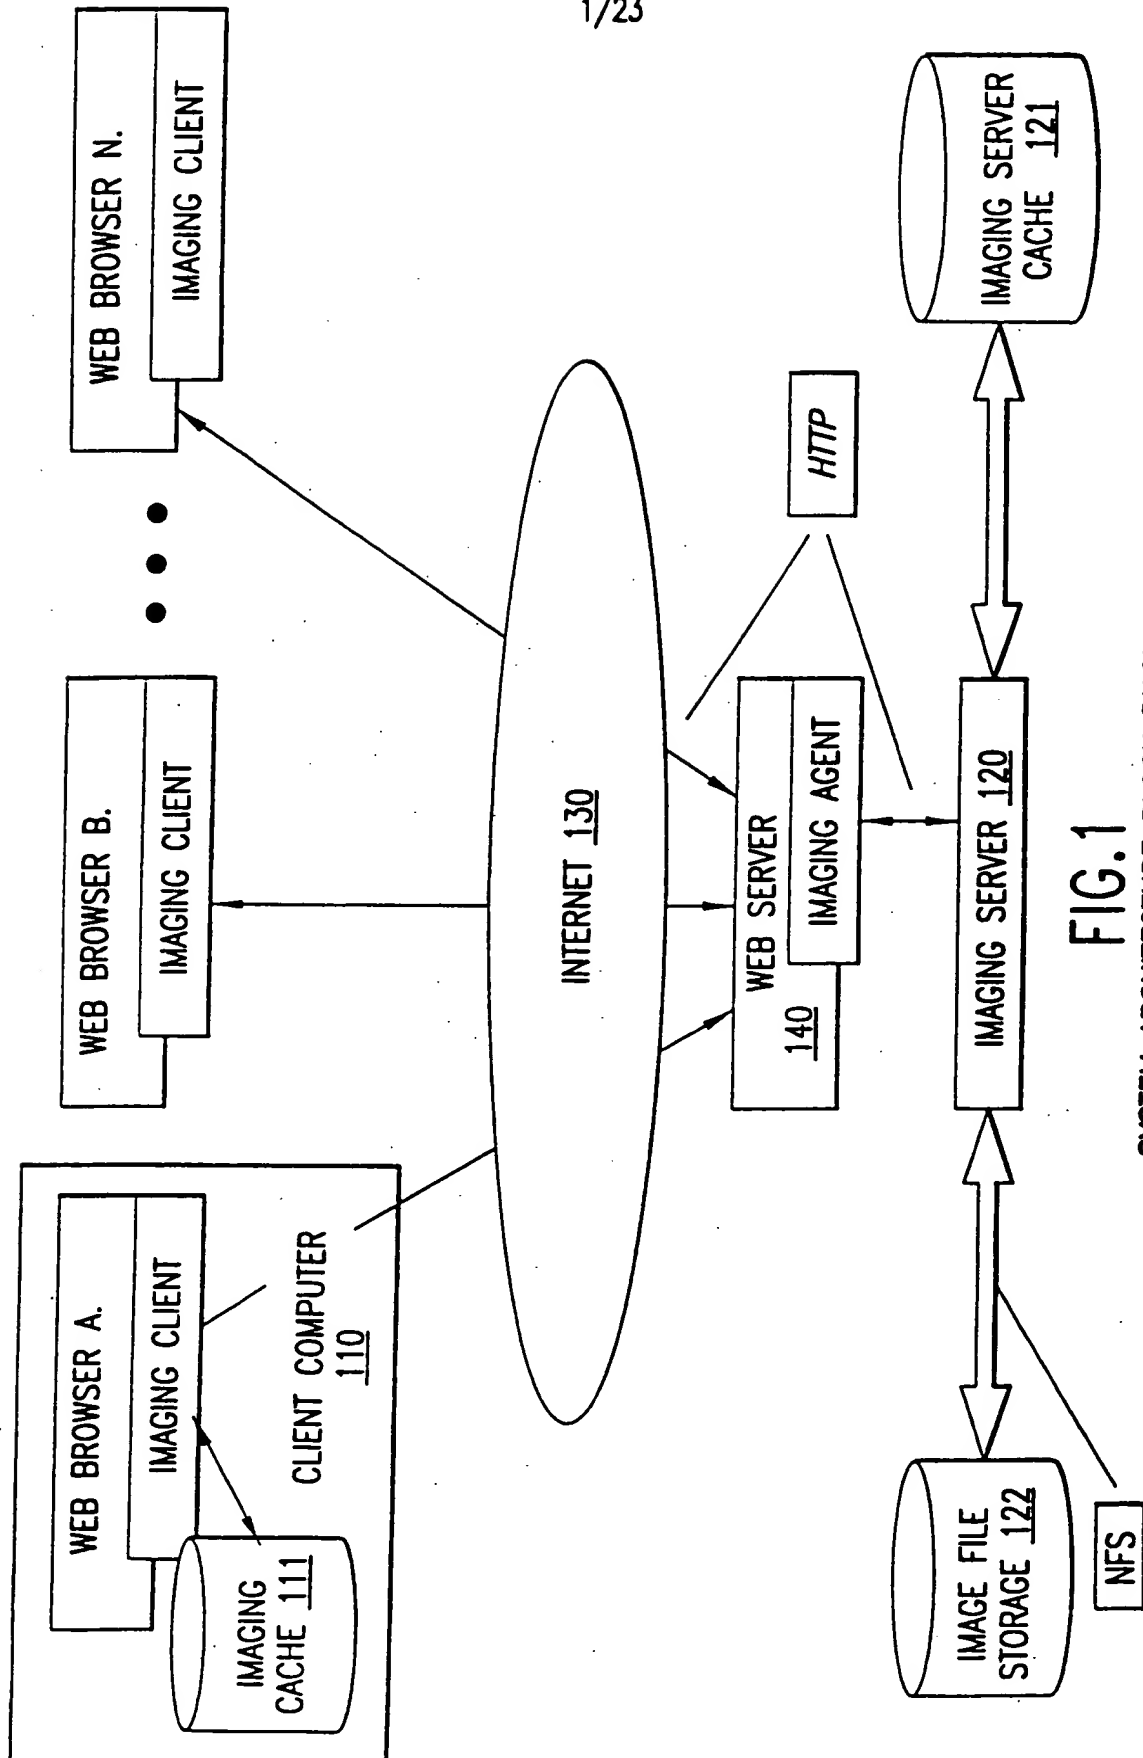 1/23
WEB BROWSER A.
IMAGING CLIENT
IMAGING
CACHE 111
CLIENT COMPUTER
110
WEB BROWSER B.
IMAGING CLIENT
WEB BROWSER N.
IMAGING CLIENT
INTERNET 130
WEB SERVER
140
IMAGING AGENT
HTTP
IMAGE FILE
STORAGE 122
NFS
IMAGING SERVER 120
IMAGING SERVER
CACHE 121
FIG.1